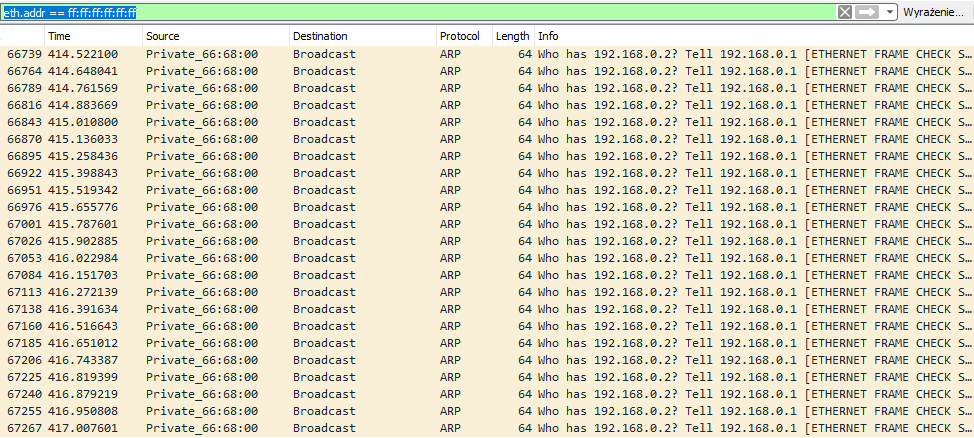 eth.addr == ff:ff:ff:ff:ff:ff Wyrażenie…
Time Source Destination Protocol Length Info
66739 414.522100 Private_66:68:00 Broadcast ARP 64 Who has 192.168.0.2? Tell 192.168.0.1 [ETHERNET FRAME CHECK S…
66764 414.648041 Private_66:68:00 Broadcast ARP 64 Who has 192.168.0.2? Tell 192.168.0.1 [ETHERNET FRAME CHECK S…
66789 414.761569 Private_66:68:00 Broadcast ARP 64 Who has 192.168.0.2? Tell 192.168.0.1 [ETHERNET FRAME CHECK S…
66816 414.883669 Private_66:68:00 Broadcast ARP 64 Who has 192.168.0.2? Tell 192.168.0.1 [ETHERNET FRAME CHECK S…
66843 415.010800 Private_66:68:00 Broadcast ARP 64 Who has 192.168.0.2? Tell 192.168.0.1 [ETHERNET FRAME CHECK S…
66870 415.136033 Private_66:68:00 Broadcast ARP 64 Who has 192.168.0.2? Tell 192.168.0.1 [ETHERNET FRAME CHECK S…
66895 415.258436 Private_66:68:00 Broadcast ARP 64 Who has 192.168.0.2? Tell 192.168.0.1 [ETHERNET FRAME CHECK S…
66922 415.398843 Private_66:68:00 Broadcast ARP 64 Who has 192.168.0.2? Tell 192.168.0.1 [ETHERNET FRAME CHECK S…
66951 415.519342 Private_66:68:00 Broadcast ARP 64 Who has 192.168.0.2? Tell 192.168.0.1 [ETHERNET FRAME CHECK S…
66976 415.655776 Private_66:68:00 Broadcast ARP 64 Who has 192.168.0.2? Tell 192.168.0.1 [ETHERNET FRAME CHECK S…
67001 415.787601 Private_66:68:00 Broadcast ARP 64 Who has 192.168.0.2? Tell 192.168.0.1 [ETHERNET FRAME CHECK S…
67026 415.902885 Private_66:68:00 Broadcast ARP 64 Who has 192.168.0.2? Tell 192.168.0.1 [ETHERNET FRAME CHECK S…
67053 416.022984 Private_66:68:00 Broadcast ARP 64 Who has 192.168.0.2? Tell 192.168.0.1 [ETHERNET FRAME CHECK S…
67084 416.151703 Private_66:68:00 Broadcast ARP 64 Who has 192.168.0.2? Tell 192.168.0.1 [ETHERNET FRAME CHECK S…
67113 416.272139 Private_66:68:00 Broadcast ARP 64 Who has 192.168.0.2? Tell 192.168.0.1 [ETHERNET FRAME CHECK S…
67138 416.391634 Private_66:68:00 Broadcast ARP 64 Who has 192.168.0.2? Tell 192.168.0.1 [ETHERNET FRAME CHECK S…
67160 416.516643 Private_66:68:00 Broadcast ARP 64 Who has 192.168.0.2? Tell 192.168.0.1 [ETHERNET FRAME CHECK S…
67185 416.651012 Private_66:68:00 Broadcast ARP 64 Who has 192.168.0.2? Tell 192.168.0.1 [ETHERNET FRAME CHECK S…
67206 416.743387 Private_66:68:00 Broadcast ARP 64 Who has 192.168.0.2? Tell 192.168.0.1 [ETHERNET FRAME CHECK S…
67225 416.819399 Private_66:68:00 Broadcast ARP 64 Who has 192.168.0.2? Tell 192.168.0.1 [ETHERNET FRAME CHECK S…
67240 416.879219 Private_66:68:00 Broadcast ARP 64 Who has 192.168.0.2? Tell 192.168.0.1 [ETHERNET FRAME CHECK S…
67255 416.950808 Private_66:68:00 Broadcast ARP 64 Who has 192.168.0.2? Tell 192.168.0.1 [ETHERNET FRAME CHECK S…
67267 417.007601 Private_66:68:00 Broadcast ARP 64 Who has 192.168.0.2? Tell 192.168.0.1 [ETHERNET FRAME CHECK S…